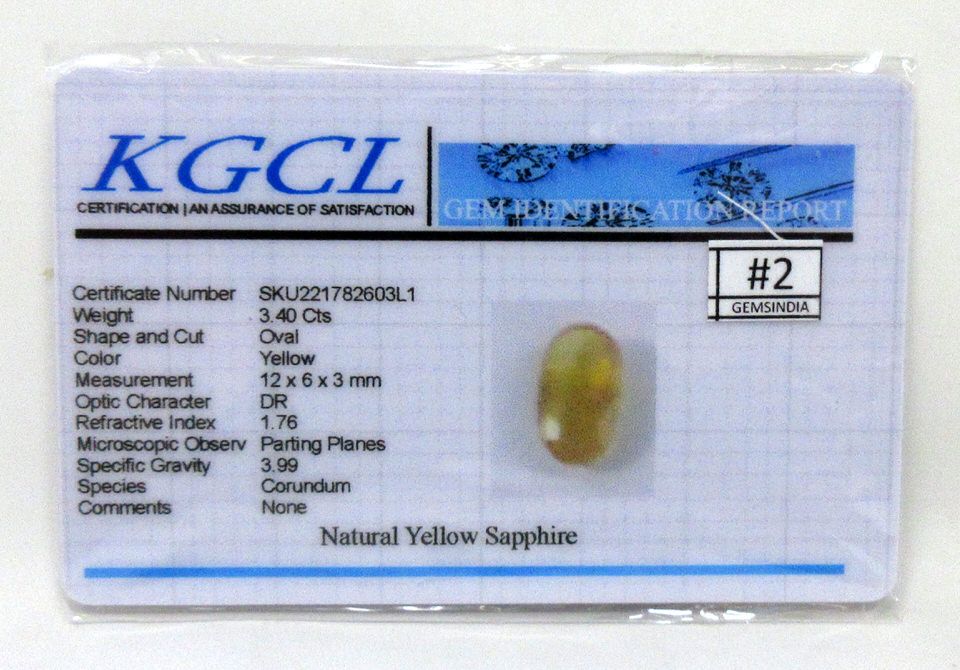 KGCL
CERTIFICATION | AN ASSURANCE OF SATISFACTION
GEM IDENTIFICATION REPORT
#2
GEMSINDIA
Certificate Number SKU221782603L1
Weight 3.40 Cts
Shape and Cut Oval
Color Yellow
Measurement 12 x 6 x 3 mm
Optic Character DR
Refractive Index 1.76
Microscopic Observ Parting Planes
Specific Gravity 3.99
Species Corundum
Comments None
Natural Yellow Sapphire